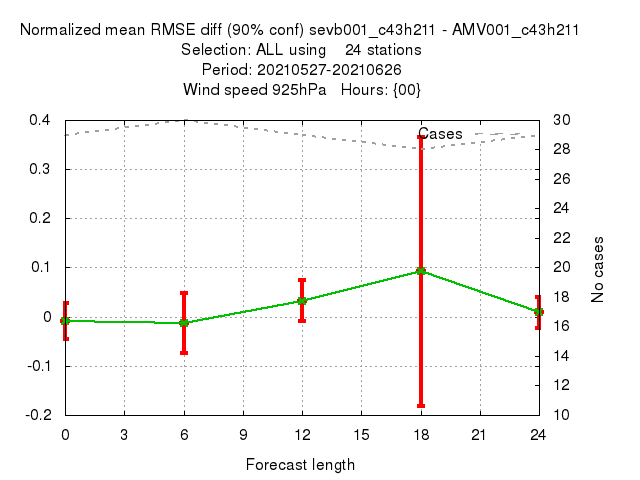 Normalized mean RMSE diff (90% conf) sevb001_c43h211 - AMV001_c43h211
Selection: ALL using    24 stations
Period: 20210527-20210626
Wind speed 925hPa   Hours: {00}
Cases
0.4
0.3
0.2
0.1
0
-0.1
-0.2
30
28
26
24
22
20
18
16
14
12
10
No cases
0 3 6 9 12 15 18 21 24
Forecast length